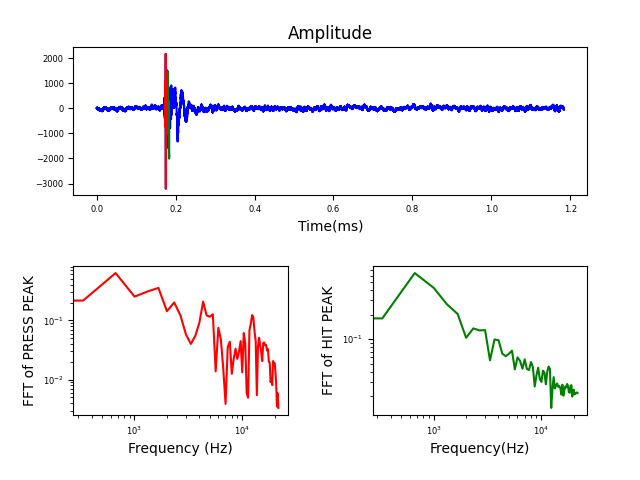 Amplitude
2000
1000
0
−1000
−2000
−3000
0.0 0.2 0.4 0.6 0.8 1.0 1.2
Time(ms)
FFT of PRESS PEAK
10⁻¹
10⁻²
10³ 10⁴
Frequency (Hz)
FFT of HIT PEAK
10⁻¹
10³ 10⁴
Frequency(Hz)